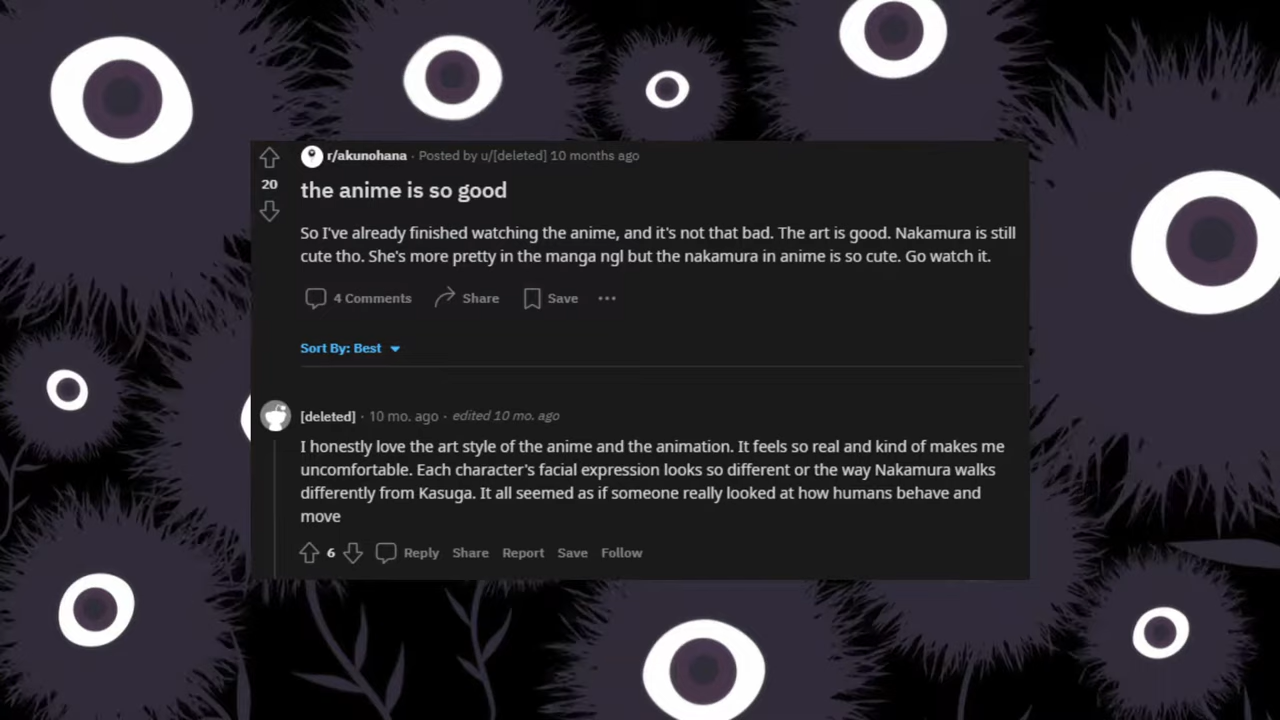 r/akunohana · Posted by u/[deleted] 10 months ago
20
the anime is so good
So I've already finished watching the anime, and it's not that bad. The art is good. Nakamura is still
cute tho. She's more pretty in the manga ngl but the nakamura in anime is so cute. Go watch it.
4 Comments Share Save ···
Sort By: Best
[deleted] · 10 mo. ago · edited 10 mo. ago
I honestly love the art style of the anime and the animation. It feels so real and kind of makes me
uncomfortable. Each character's facial expression looks so different or the way Nakamura walks
differently from Kasuga. It all seemed as if someone really looked at how humans behave and
move
6 Reply Share Report Save Follow